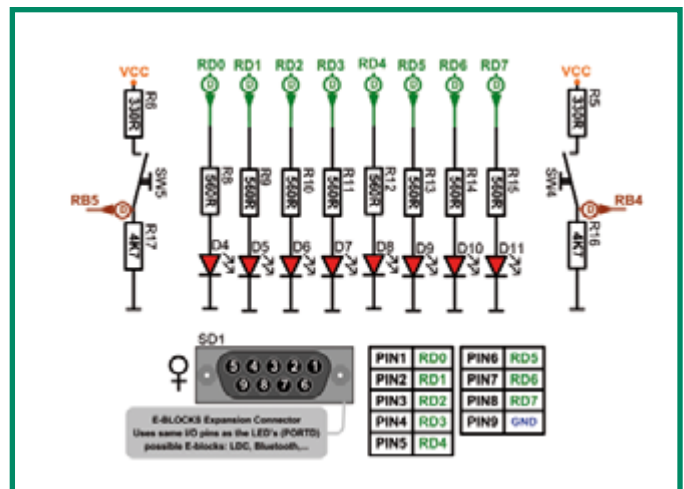 RD0 RD1 RD2 RD3 RD4 RD5 RD6 RD7
VCC VCC
R6 330R
R5 330R
D D D D D D D D
SW5
SW4
R8 560R
R9 560R
R10 560R
R11 560R
R12 560R
R13 560R
R14 560R
R15 560R
RB5 D
D RB4
R17 4K7
R16 4K7
D4 D5 D6 D7 D8 D9 D10 D11
SD1
5 4 3 2 1
9 8 7 6
E-BLOCKS Expansion Connector
Uses same I/O pins as the LED's (PORTD)
possible E-blocks: LDC, Bluetooth,...
PIN1 RD0
PIN2 RD1
PIN3 RD2
PIN4 RD3
PIN5 RD4
PIN6 RD5
PIN7 RD6
PIN8 RD7
PIN9 GND